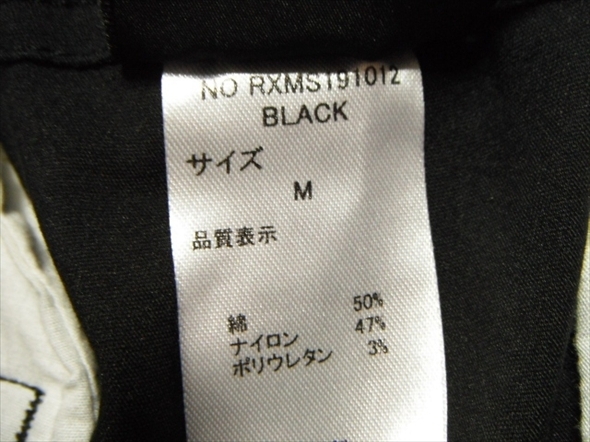 NO RXMS191012
BLACK
サイズ
M
品質表示
綿 50%
ナイロン 47%
ポリウレタン 3%